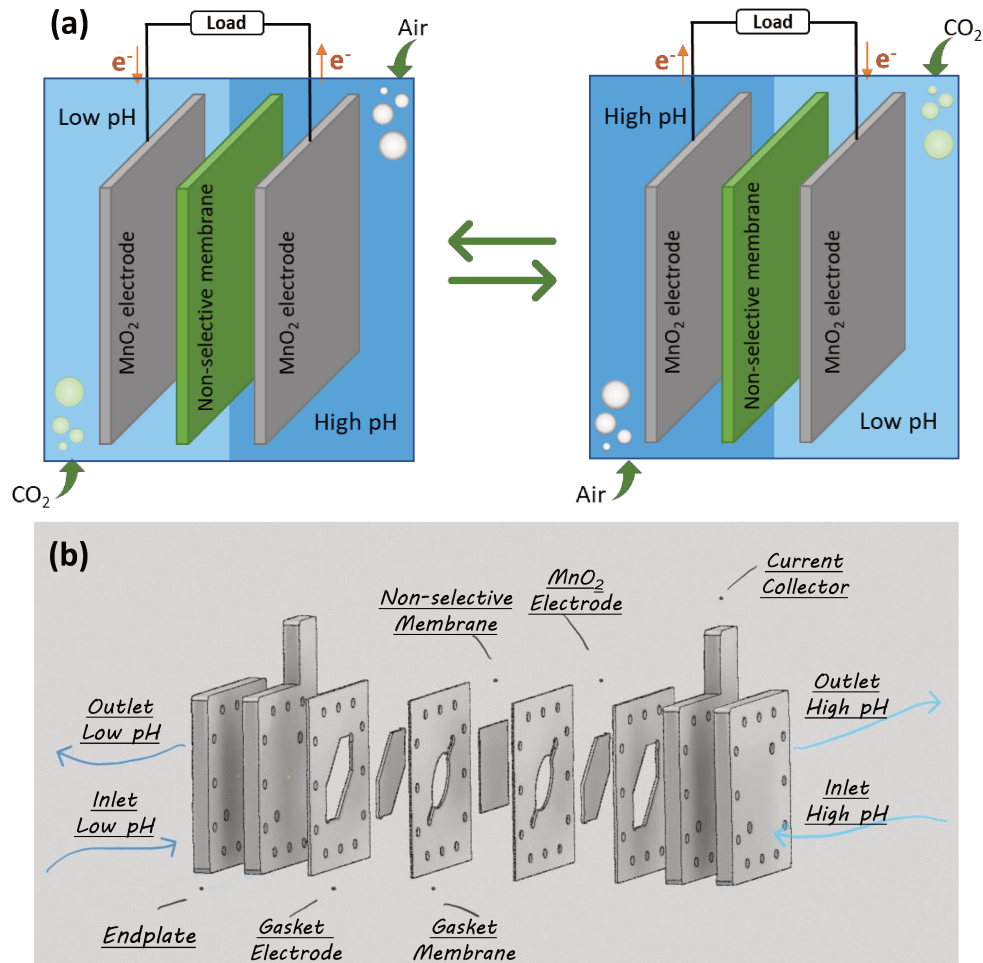 (a)
Load
Air
e-
e-
Low pH
MnO2 electrode
Non-selective membrane
MnO2 electrode
High pH
CO2
Load
CO2
e-
e-
High pH
MnO2 electrode
Non-selective membrane
MnO2 electrode
Low pH
Air
(b)
Current
Collector
MnO2
Electrode
Non-selective
Membrane
Outlet
Low pH
Outlet
High pH
Inlet
Low pH
Inlet
High pH
Endplate
Gasket
Electrode
Gasket
Membrane